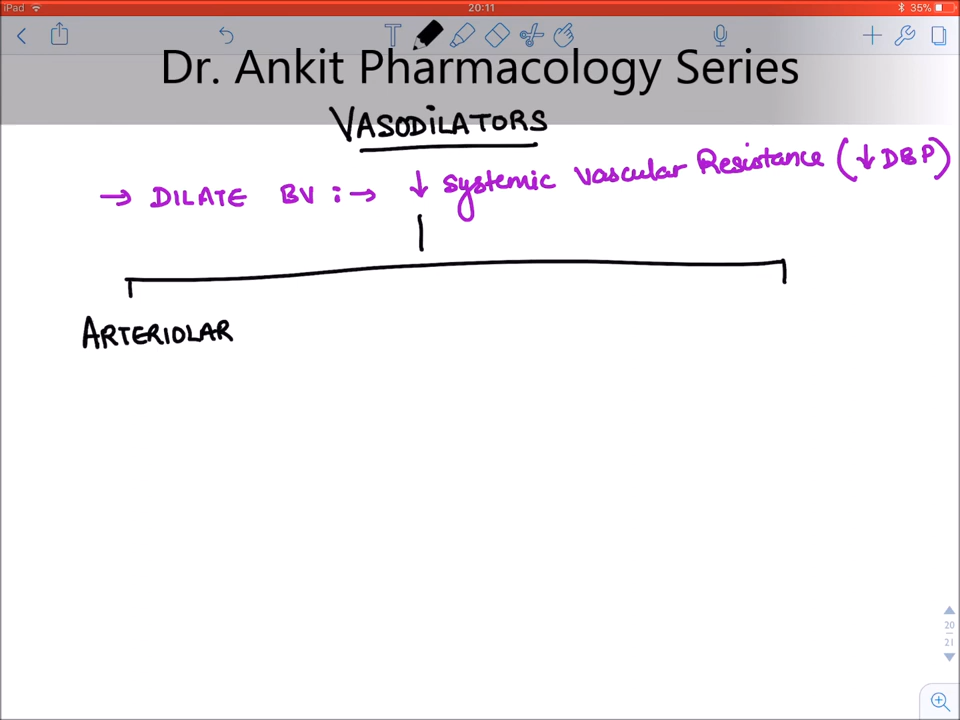 iPad 20:11 35%
Dr. Ankit Pharmacology Series
VASODILATORS
→ DILATE BV :→ ↓ Systemic Vascular Resistance (↓ DBP)
ARTERIOLAR
20
21